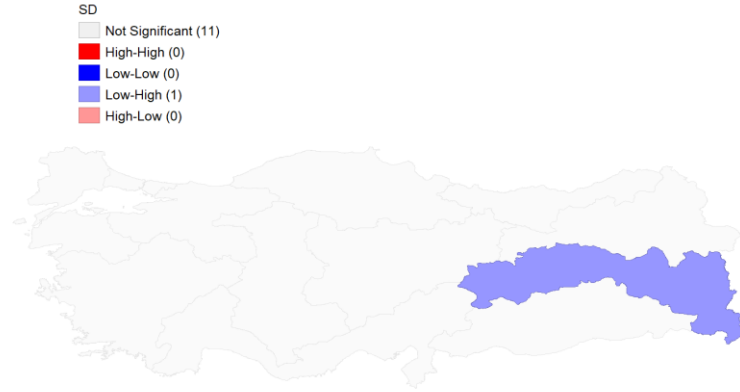 SD
Not Significant (11)
High-High (0)
Low-Low (0)
Low-High (1)
High-Low (0)